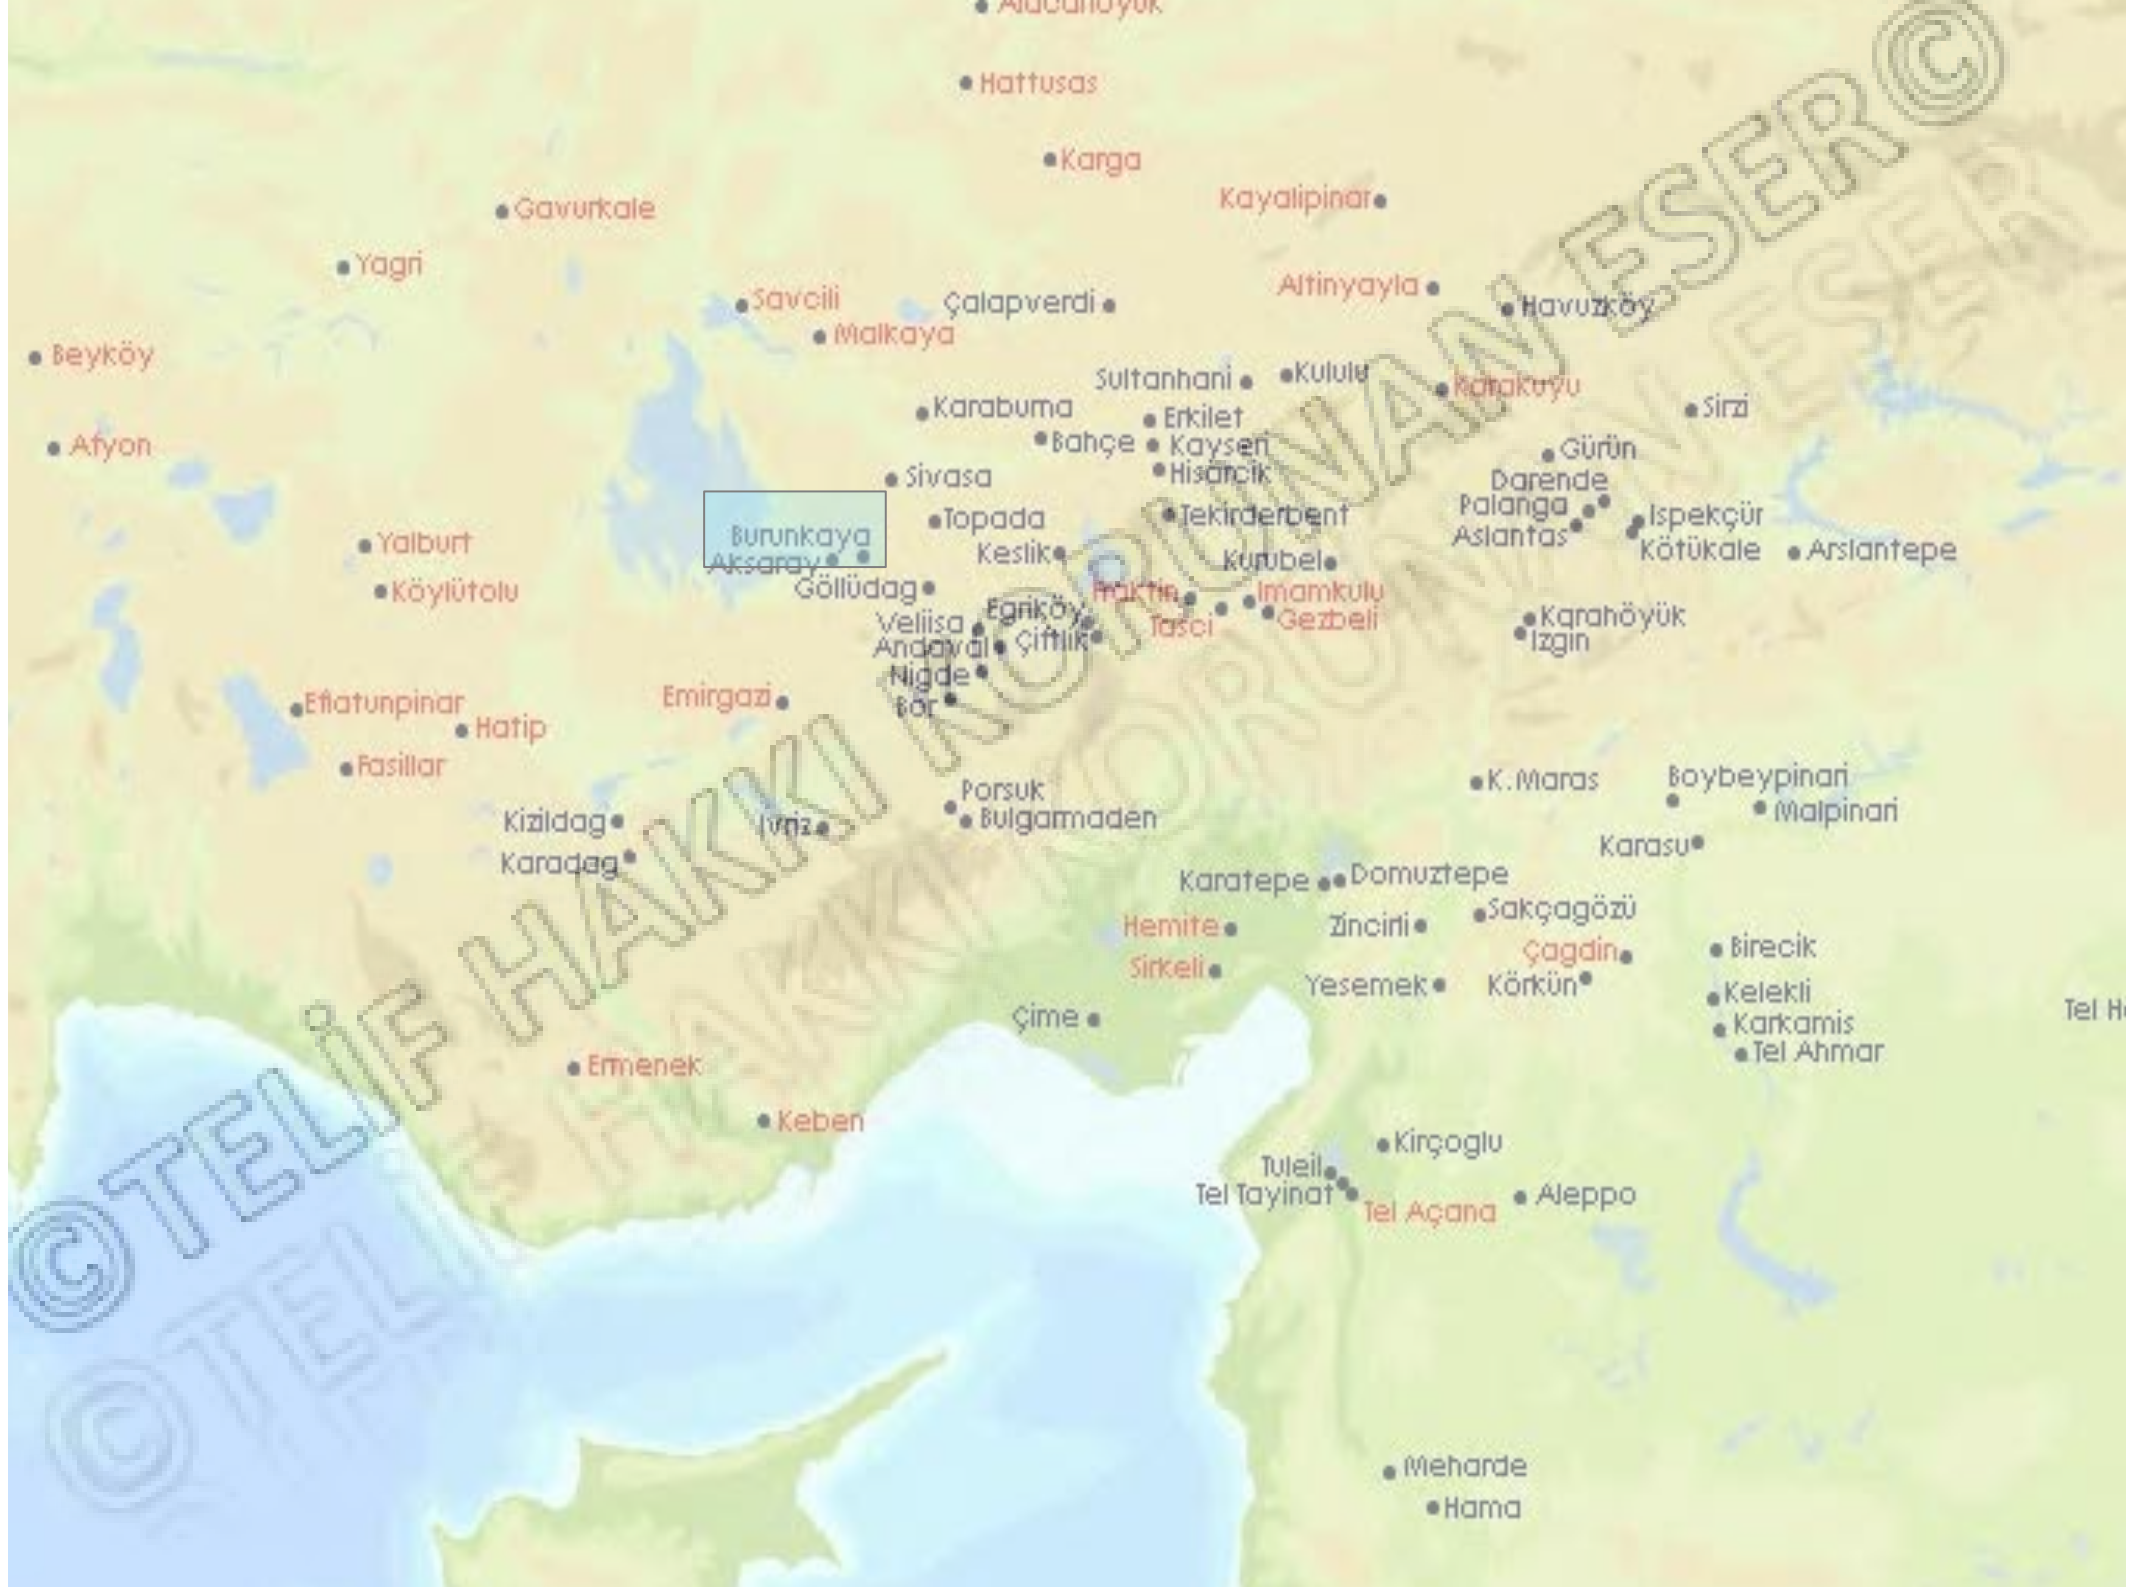 Alacahöyük
Hattusas
Karga
Kayalipinar
Gavurkale
Yagri
Altinyayla
Savcili
Çalapverdi
Havuzköy
Malkaya
Beyköy
Sultanhani
Kululu
Karakuyu
Karaburna
Sirzi
Erkilet
Afyon
Bahçe
Kayseri
Gürün
Hisarcik
Sivasa
Darende
Palanga
Topada
Tekirderbent
Ispekçür
Burunkaya
Aslantas
Yalburt
Keslik
Kötükale
Arslantepe
Aksaray
Kurubel
Göllüdag
Köylütolu
Fraktin
Imamkulu
Egriköy
Veliisa
Tasci
Gezbeli
Karahöyük
Andaval
Çiftlik
Izgin
Nigde
Emirgazi
Eflatunpinar
Bor
Hatip
Fasillar
Porsuk
K.Maras
Boybeypinari
Kizildag
Ivriz
Bulgarmaden
Malpinari
Karadag
Karasu
Karatepe
Domuztepe
Sakçagözü
Hemite
Zincirli
Çagdin
Birecik
Sirkeli
Yesemek
Körkün
Kelekli
Tel H
Çime
Karkamis
Tel Ahmar
Ermenek
Keben
Kirçoglu
Tuleil
Tel Tayinat
Aleppo
Tel Açana
Meharde
Hama
©TELİF HAKKI KORUNAN ESER©